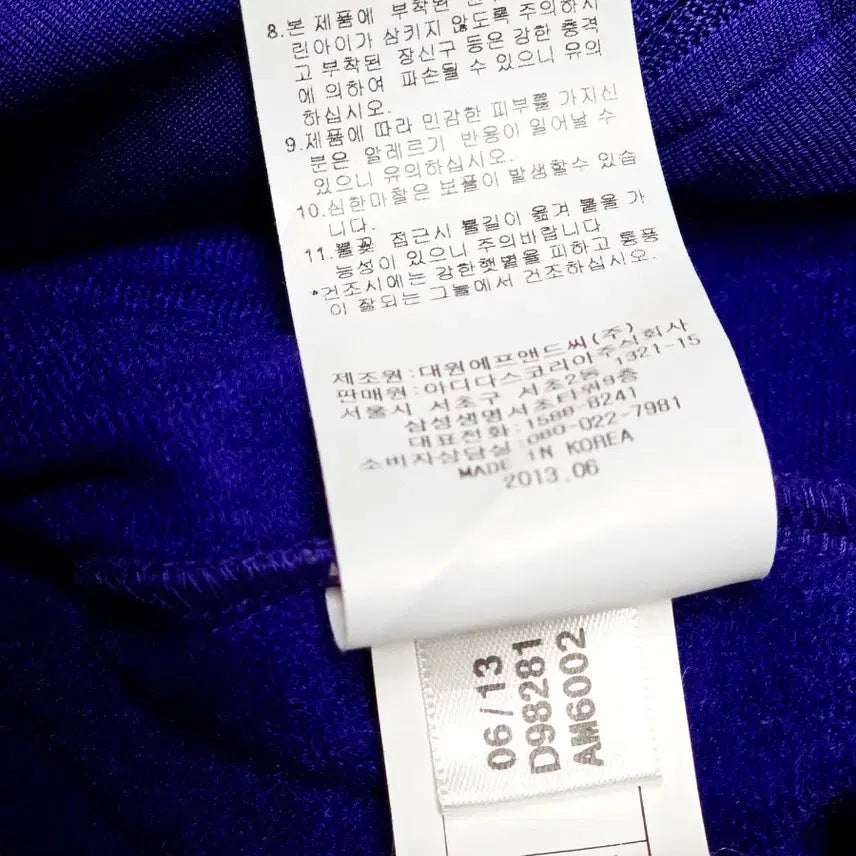 8.본 제품에 부착된
린아이가 삼키지 않도록 주의하시
고 부착된 장신구 등은 강한 충격
에 의하여 파손될 수 있으니 유의
하십시오.
9.제품에 따라 민감한 피부를 가지신
분은 알레르기 반응이 일어날 수
있으니 유의하십시오.
10.심한마찰은 보풀이 발생할수 있습
니다.
11.불꽃 접근시 불길이 옮겨 붙을 가
능성이 있으니 주의바랍니다
*건조시에는 강한햇볕을 피하고 통풍
이 잘되는 그늘에서 건조하십시오.
제조원:대원에프앤드씨(주)
판매원:아디다스코리아주식회사
서울시 서초구 서초2동 1321-15
삼성생명서초타워9층
대표전화:1588-8241
소비자상담실:080-022-7981
MADE IN KOREA
2013.06
06/13
D98281
AM6002